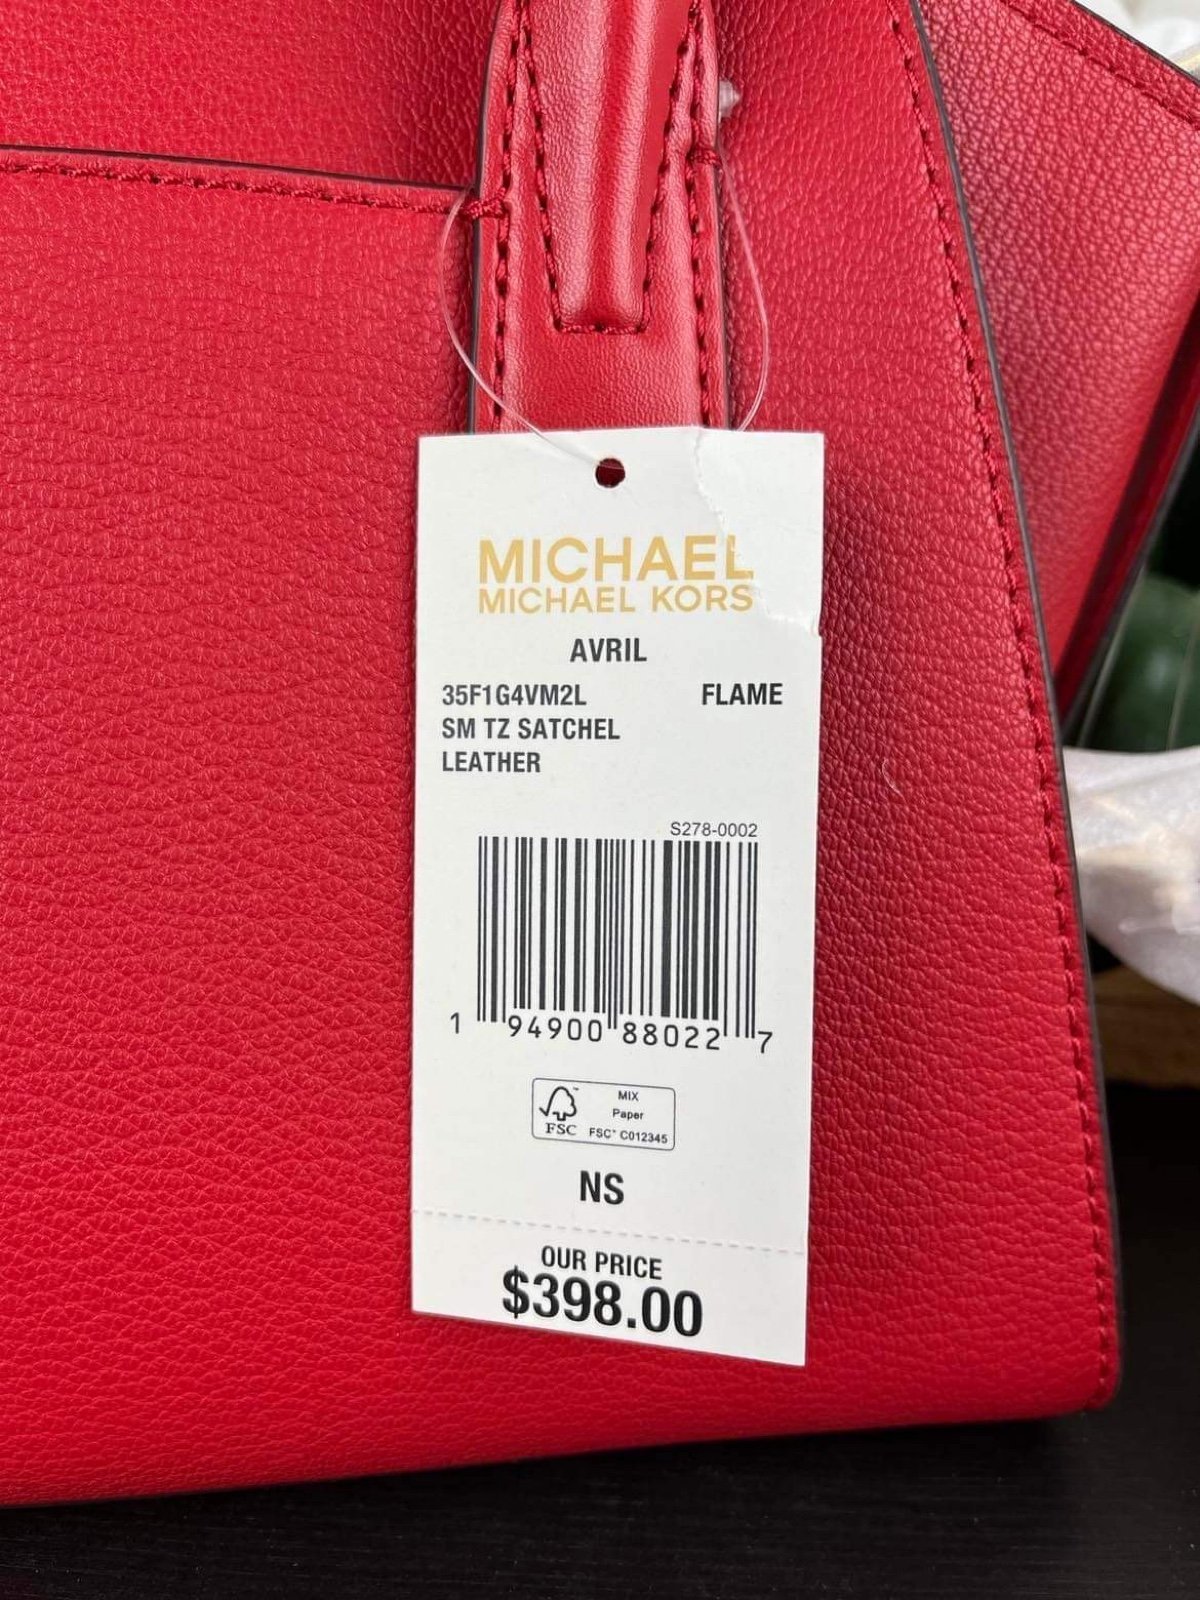 MICHAEL
MICHAEL KORS
AVRIL
35F1G4VM2L FLAME
SM TZ SATCHEL
LEATHER
S278-0002
1 94900 88022 7
MIX
Paper
FSC FSC® C012345
NS
OUR PRICE
$398.00